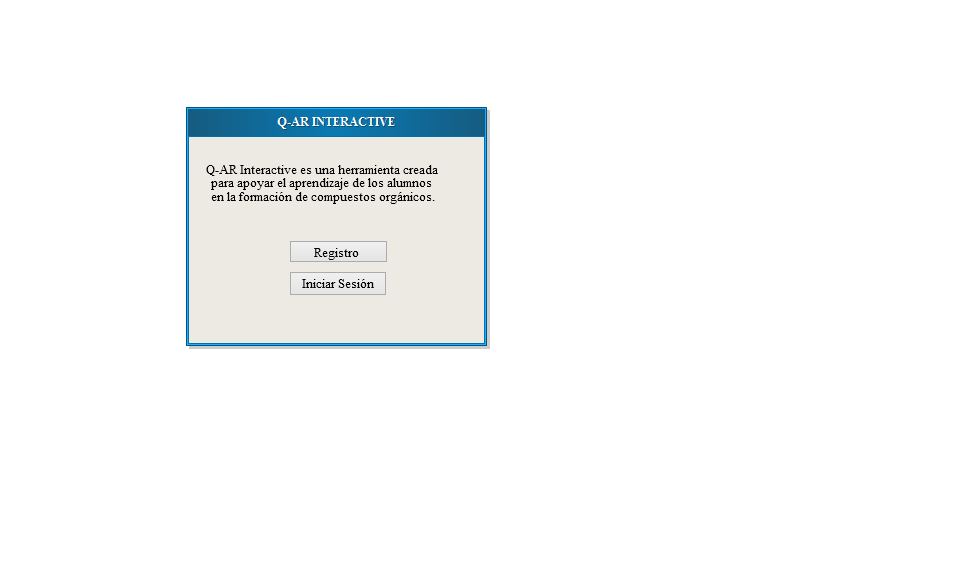 Q-AR INTERACTIVE
Q-AR Interactive es una herramienta creada
para apoyar el aprendizaje de los alumnos
en la formación de compuestos orgánicos.
Registro
Iniciar Sesión